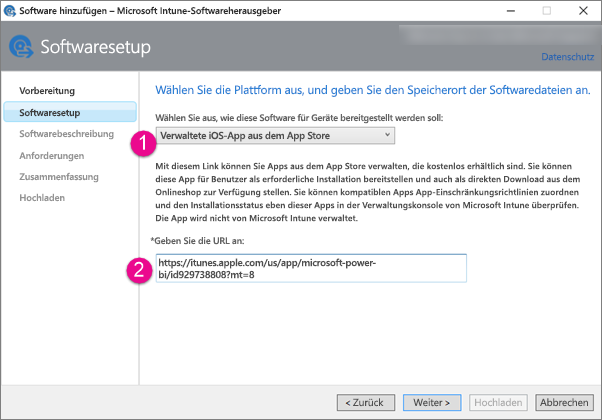 Software hinzufügen – Microsoft Intune-Softwareherausgeber
Softwaresetup
Datenschutz
Vorbereitung
Softwaresetup
Softwarebeschreibung
Anforderungen
Zusammenfassung
Hochladen
Wählen Sie die Plattform aus, und geben Sie den Speicherort der Softwaredateien an.
Wählen Sie aus, wie diese Software für Geräte bereitgestellt werden soll:
1
Verwaltete iOS-App aus dem App Store
Mit diesem Link können Sie Apps aus dem App Store verwalten, die kostenlos erhältlich sind. Sie können
diese App für Benutzer als erforderliche Installation bereitstellen und auch als direkten Download aus dem
Onlineshop zur Verfügung stellen. Sie können kompatiblen Apps App-Einschränkungsrichtlinien zuordnen
und den Installationsstatus eben dieser Apps in der Verwaltungskonsole von Microsoft Intune überprüfen.
Die App wird nicht von Microsoft Intune verwaltet.
*Geben Sie die URL an:
2
https://itunes.apple.com/us/app/microsoft-power-
bi/id929738808?mt=8
< Zurück
Weiter >
Hochladen
Abbrechen